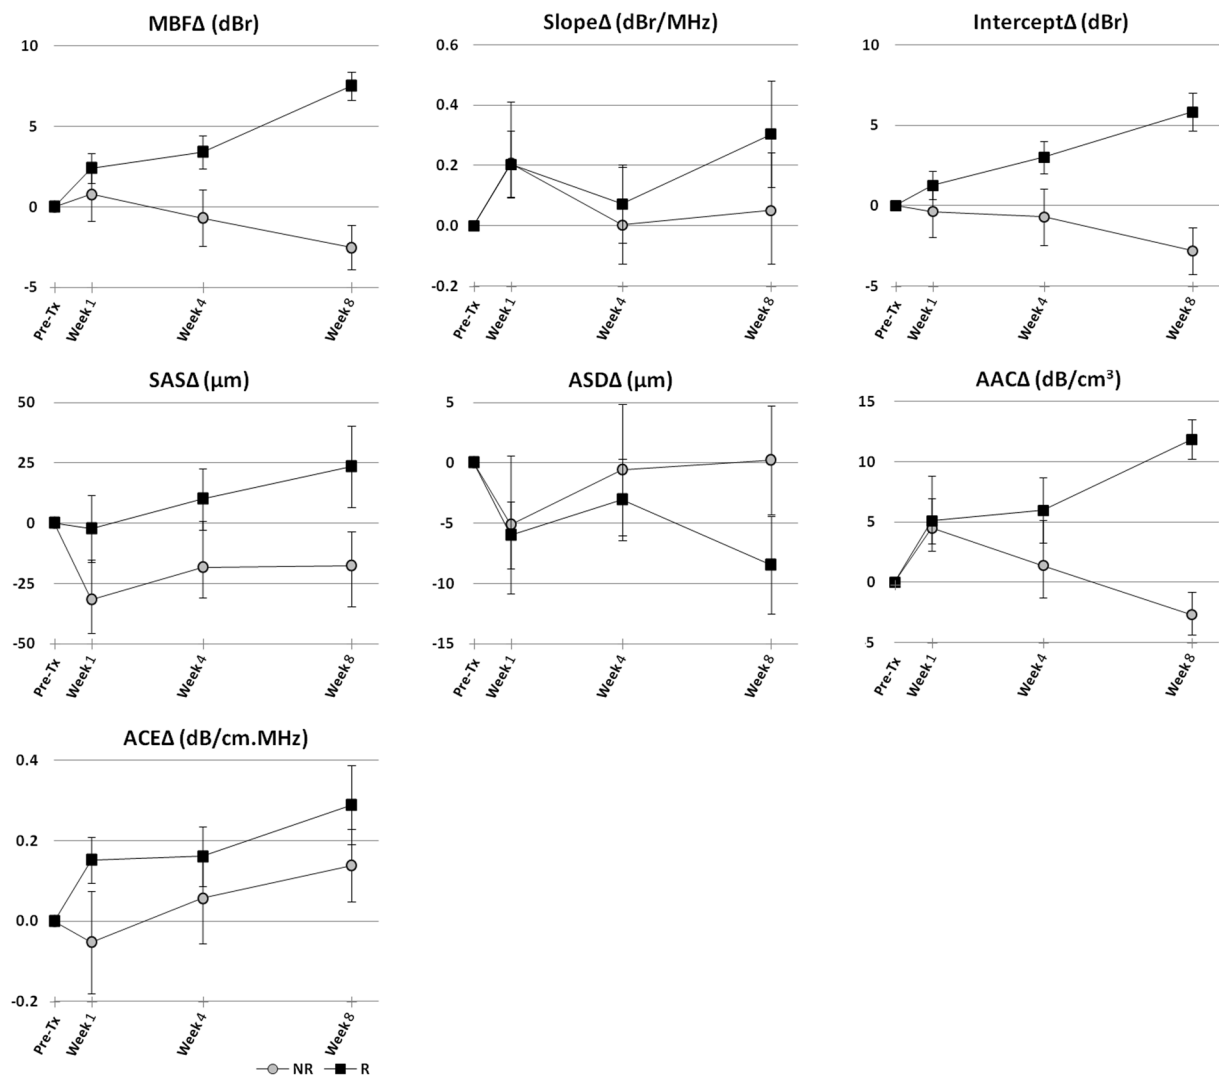 MBFΔ (dBr)
10
5
0
-5
Pre-Tx
Week 1
Week 4
Week 8
SlopeΔ (dBr/MHz)
0.6
0.4
0.2
0.0
-0.2
Pre-Tx
Week 1
Week 4
Week 8
InterceptΔ (dBr)
10
5
0
-5
Pre-Tx
Week 1
Week 4
Week 8
SASΔ (µm)
50
25
0
-25
-50
Pre-Tx
Week 1
Week 4
Week 8
ASDΔ (µm)
5
0
-5
-10
-15
Pre-Tx
Week 1
Week 4
Week 8
AACΔ (dB/cm³)
15
10
5
0
5
Pre-Tx
Week 1
Week 4
Week 8
ACEΔ (dB/cm.MHz)
0.4
0.2
0.0
-0.2
Pre-Tx
Week 1
Week 4
Week 8
NR R